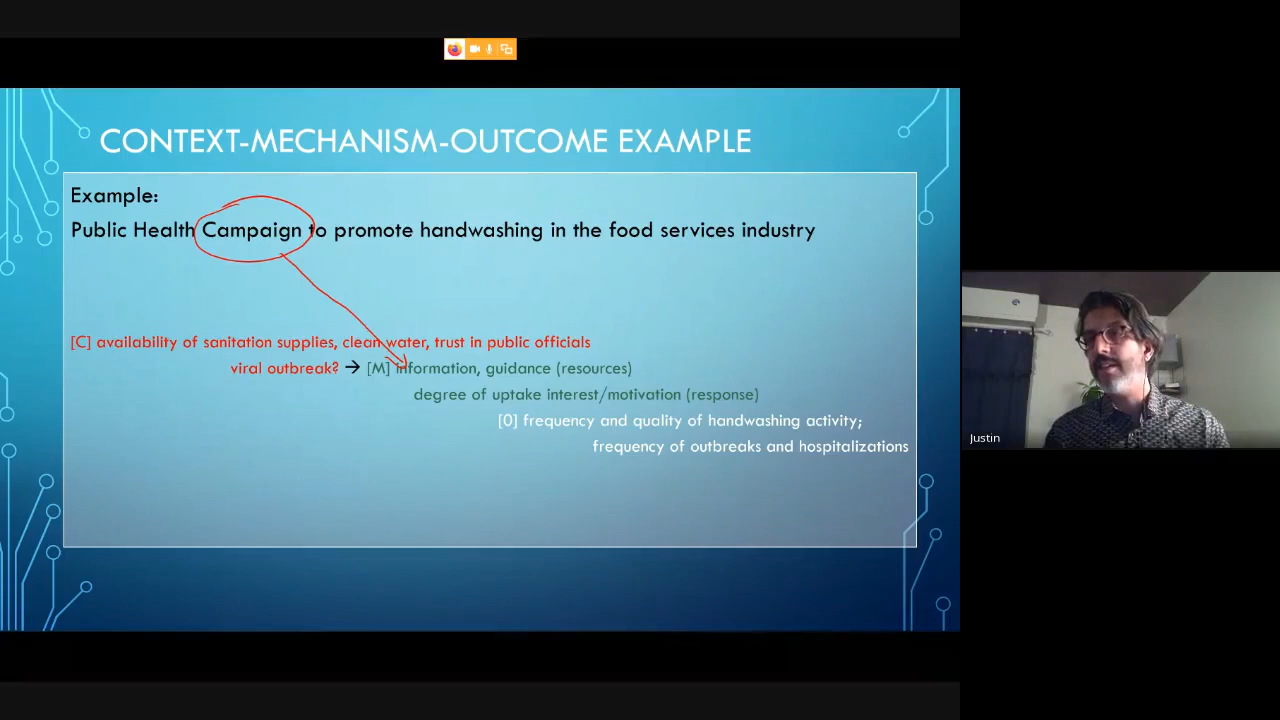 CONTEXT-MECHANISM-OUTCOME EXAMPLE
Example:
Public Health Campaign to promote handwashing in the food services industry
[C] availability of sanitation supplies, clean water, trust in public officials
viral outbreak? → [M] information, guidance (resources)
degree of uptake interest/motivation (response)
[0] frequency and quality of handwashing activity;
frequency of outbreaks and hospitalizations
Justin